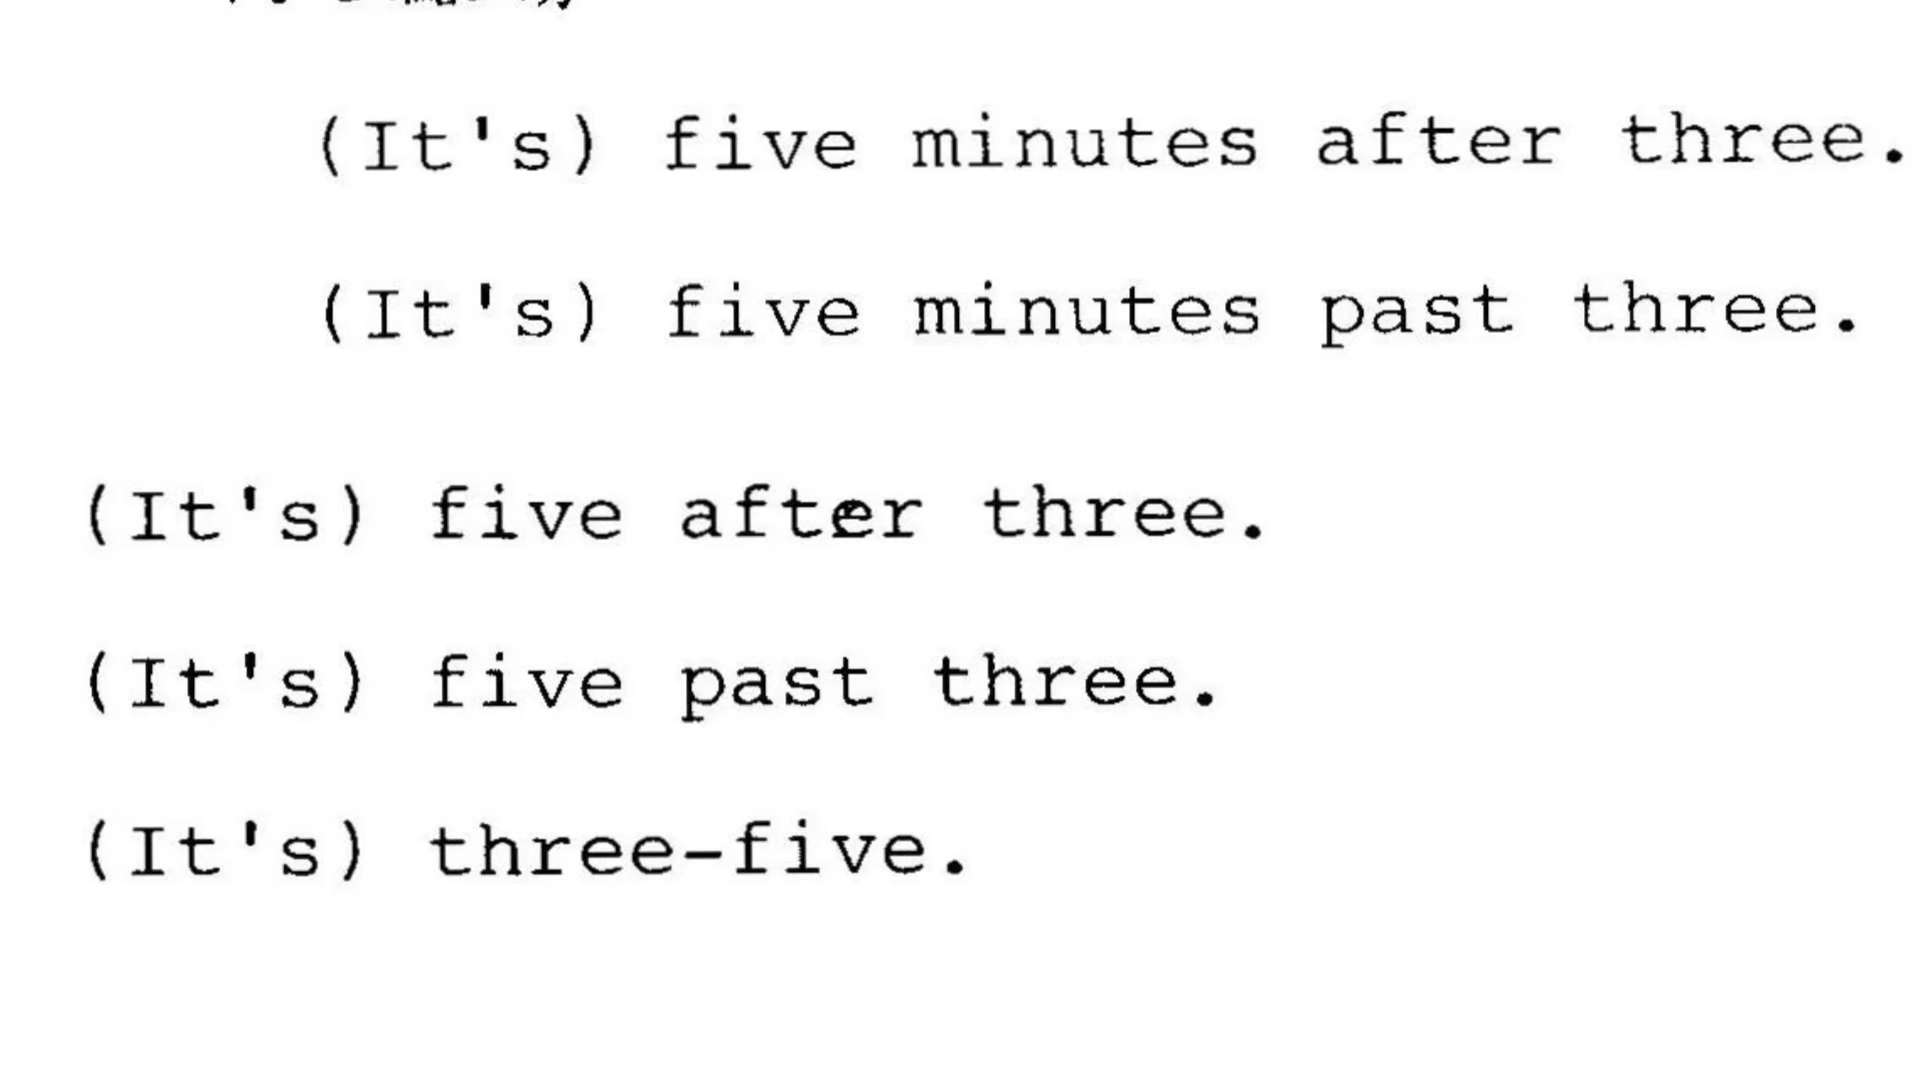 (It's) five minutes after three.
(It's) five minutes past three.
(It's) five after three.
(It's) five past three.
(It's) three-five.